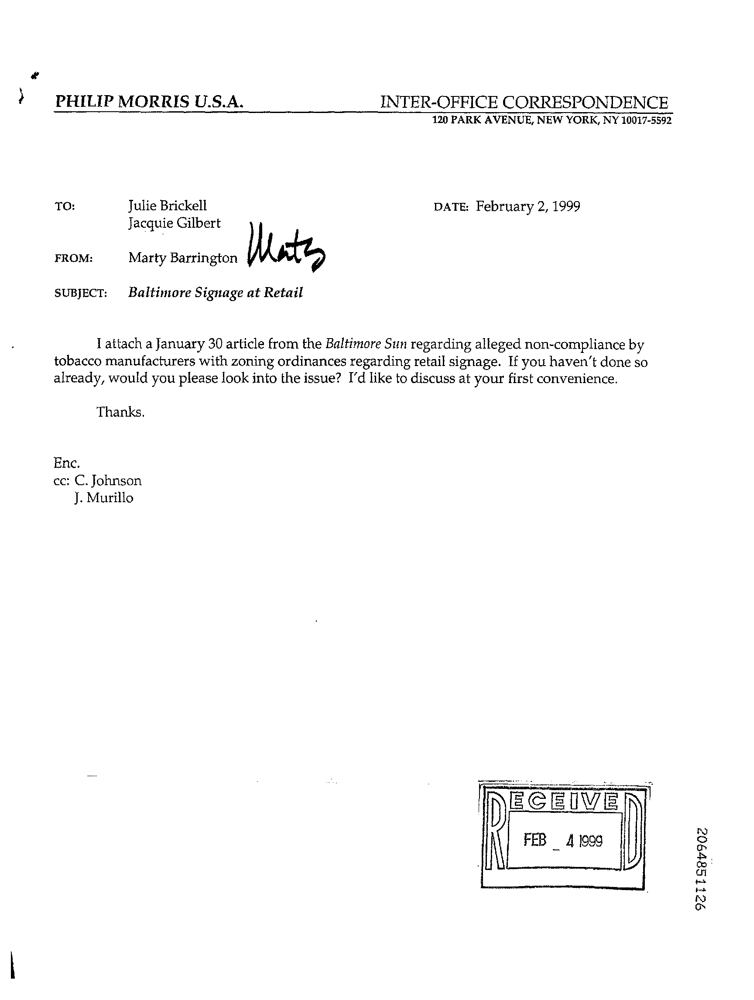 PHILIP MORRIS U.S.A. INTER-OFFICE CORRESPONDENCE
120 PARK AVENUE, NEW YORK, NY 10017-5592
TO: Julie Brickell DATE: February 2, 1999
Jacquie Gilbert
FROM: Marty Barrington Marty
SUBJECT: Baltimore Signage at Retail
I attach a January 30 article from the Baltimore Sun regarding alleged non-compliance by
tobacco manufacturers with zoning ordinances regarding retail signage. If you haven't done so
already, would you please look into the issue? I'd like to discuss at your first convenience.
Thanks.
Enc.
cc: C. Johnson
J. Murillo
RECEIVED
FEB _ 4 1999
2064851126